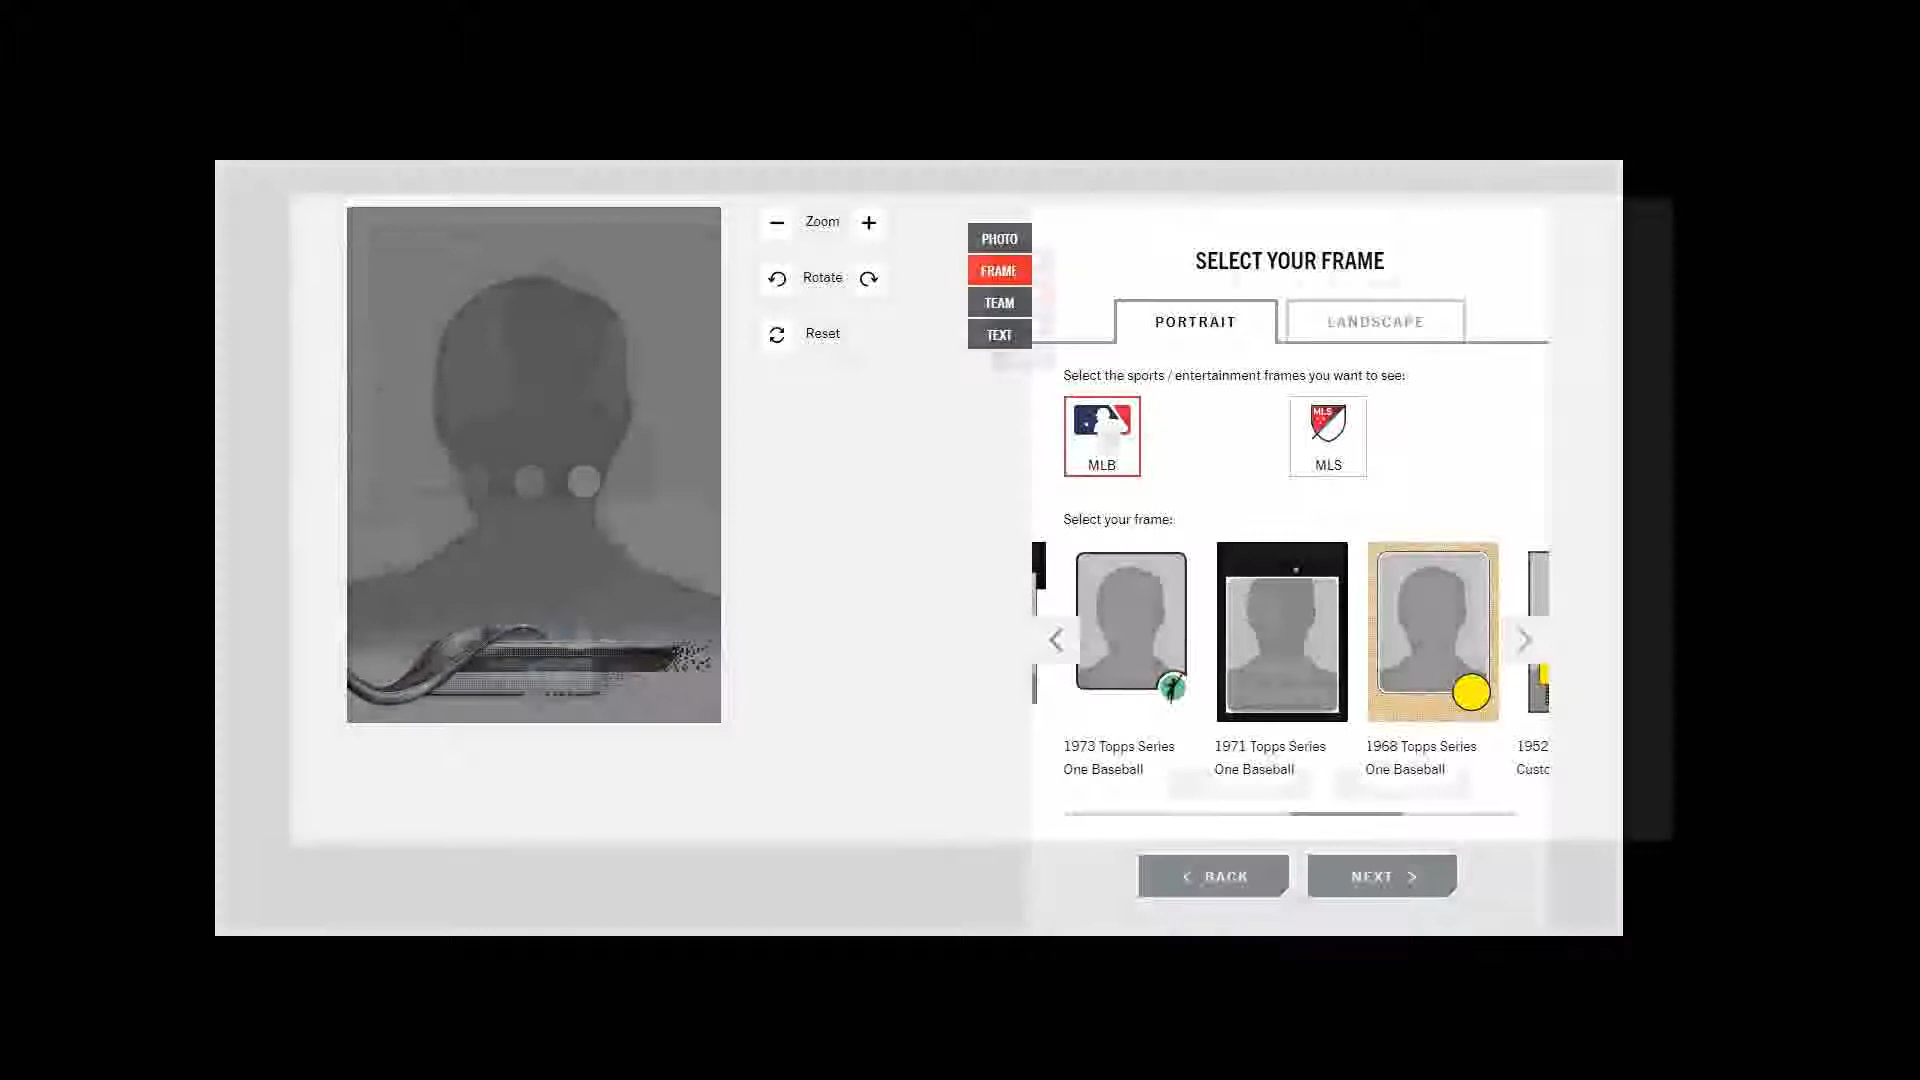 Zoom
Rotate
Reset
PHOTO
FRAME
TEAM
TEXT
SELECT YOUR FRAME
PORTRAIT
LANDSCAPE
Select the sports / entertainment frames you want to see:
MLB
MLS
MLS
Select your frame:
1973 Topps Series
One Baseball
1971 Topps Series
One Baseball
1968 Topps Series
One Baseball
1952
Custo
BACK
NEXT